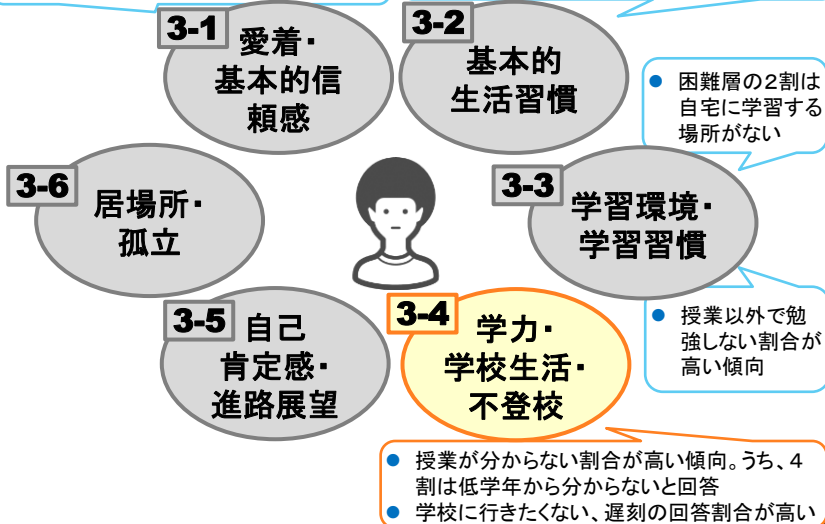 3-1
愛着・
基本的信
頼感
3-2
基本的
生活習慣
● 困難層の２割は
自宅に学習する
場所がない
3-6
居場所・
孤立
3-3
学習環境・
学習習慣
● 授業以外で勉
強しない割合が
高い傾向
3-5
自己
肯定感・
進路展望
3-4
学力・
学校生活・
不登校
● 授業が分からない割合が高い傾向。うち、４
割は低学年から分からないと回答
● 学校に行きたくない、遅刻の回答割合が高い